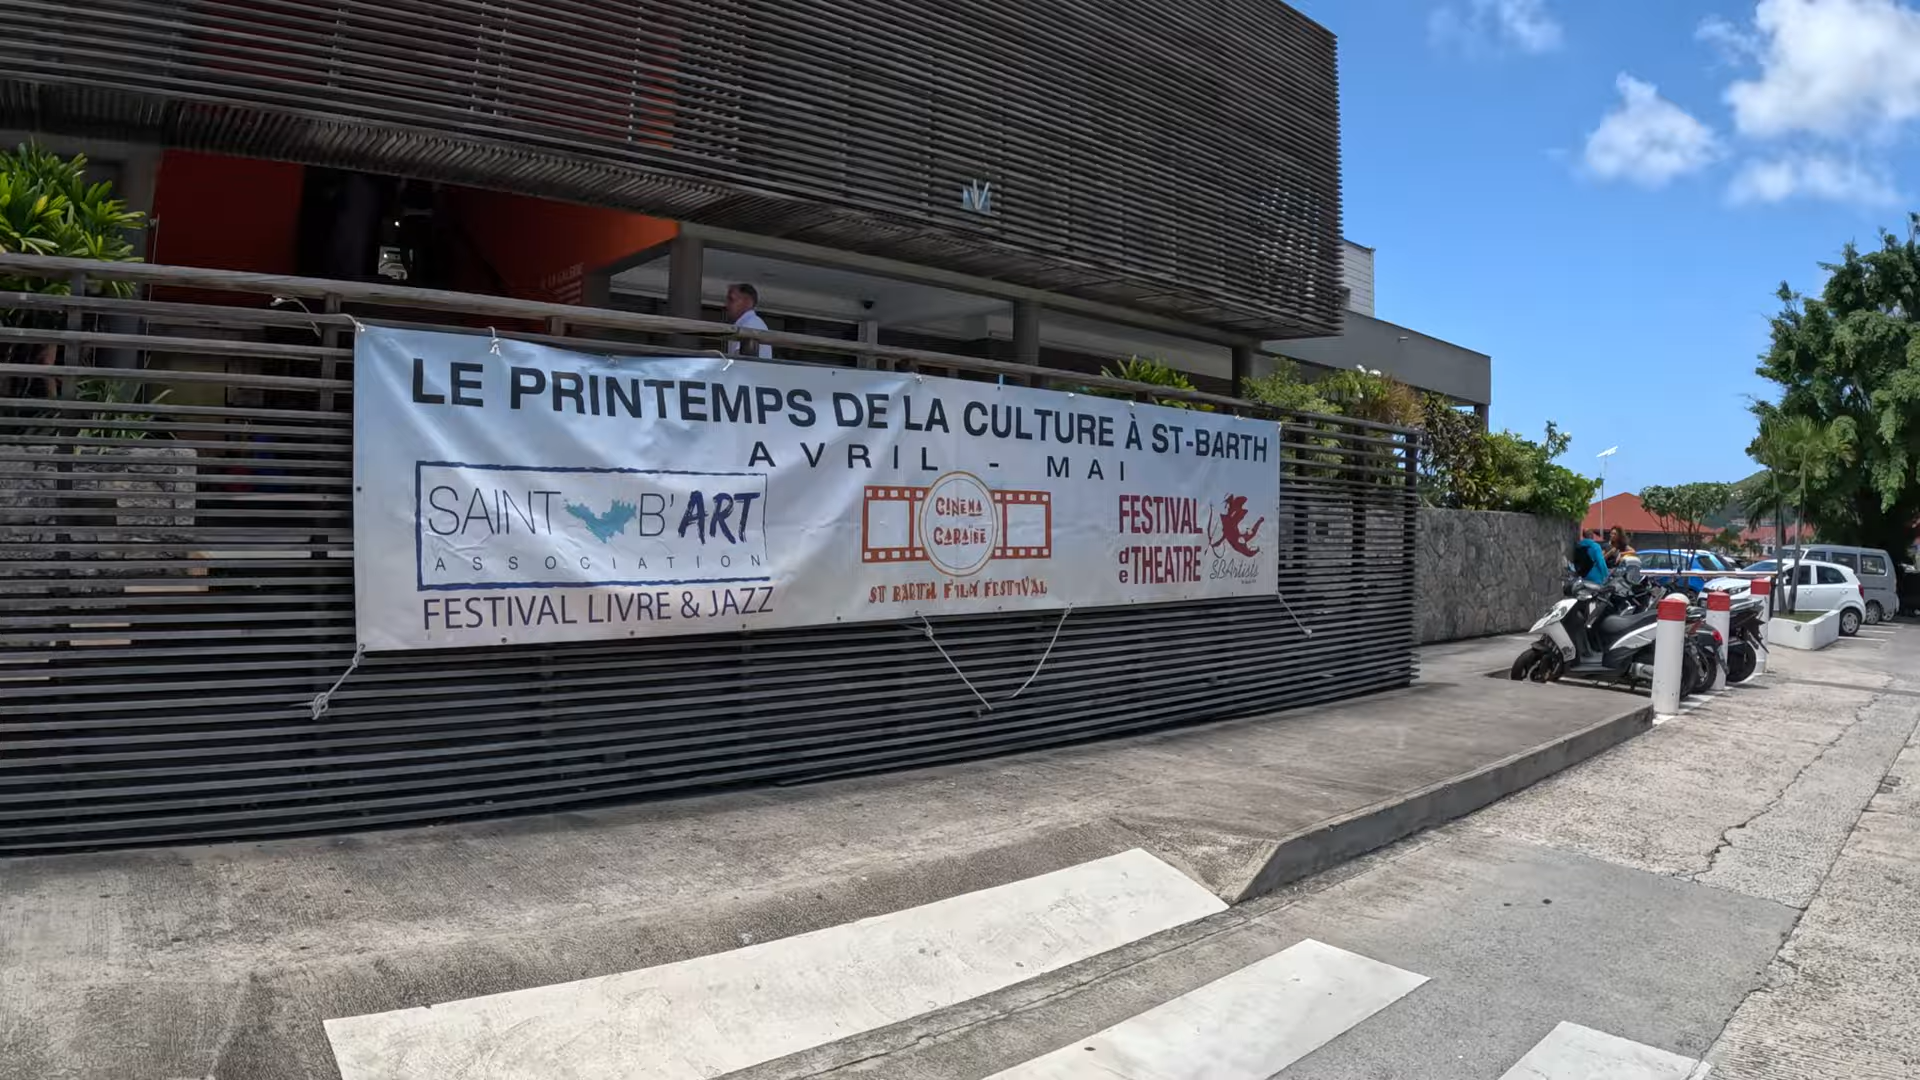 LE PRINTEMPS DE LA CULTURE À ST-BARTH
AVRIL - MAI
SAINT B'ART
ASSOCIATION
FESTIVAL LIVRE & JAZZ
CINEMA
CARAÏBE
ST BARTH FILM FESTIVAL
FESTIVAL
de THEATRE
SBArtists